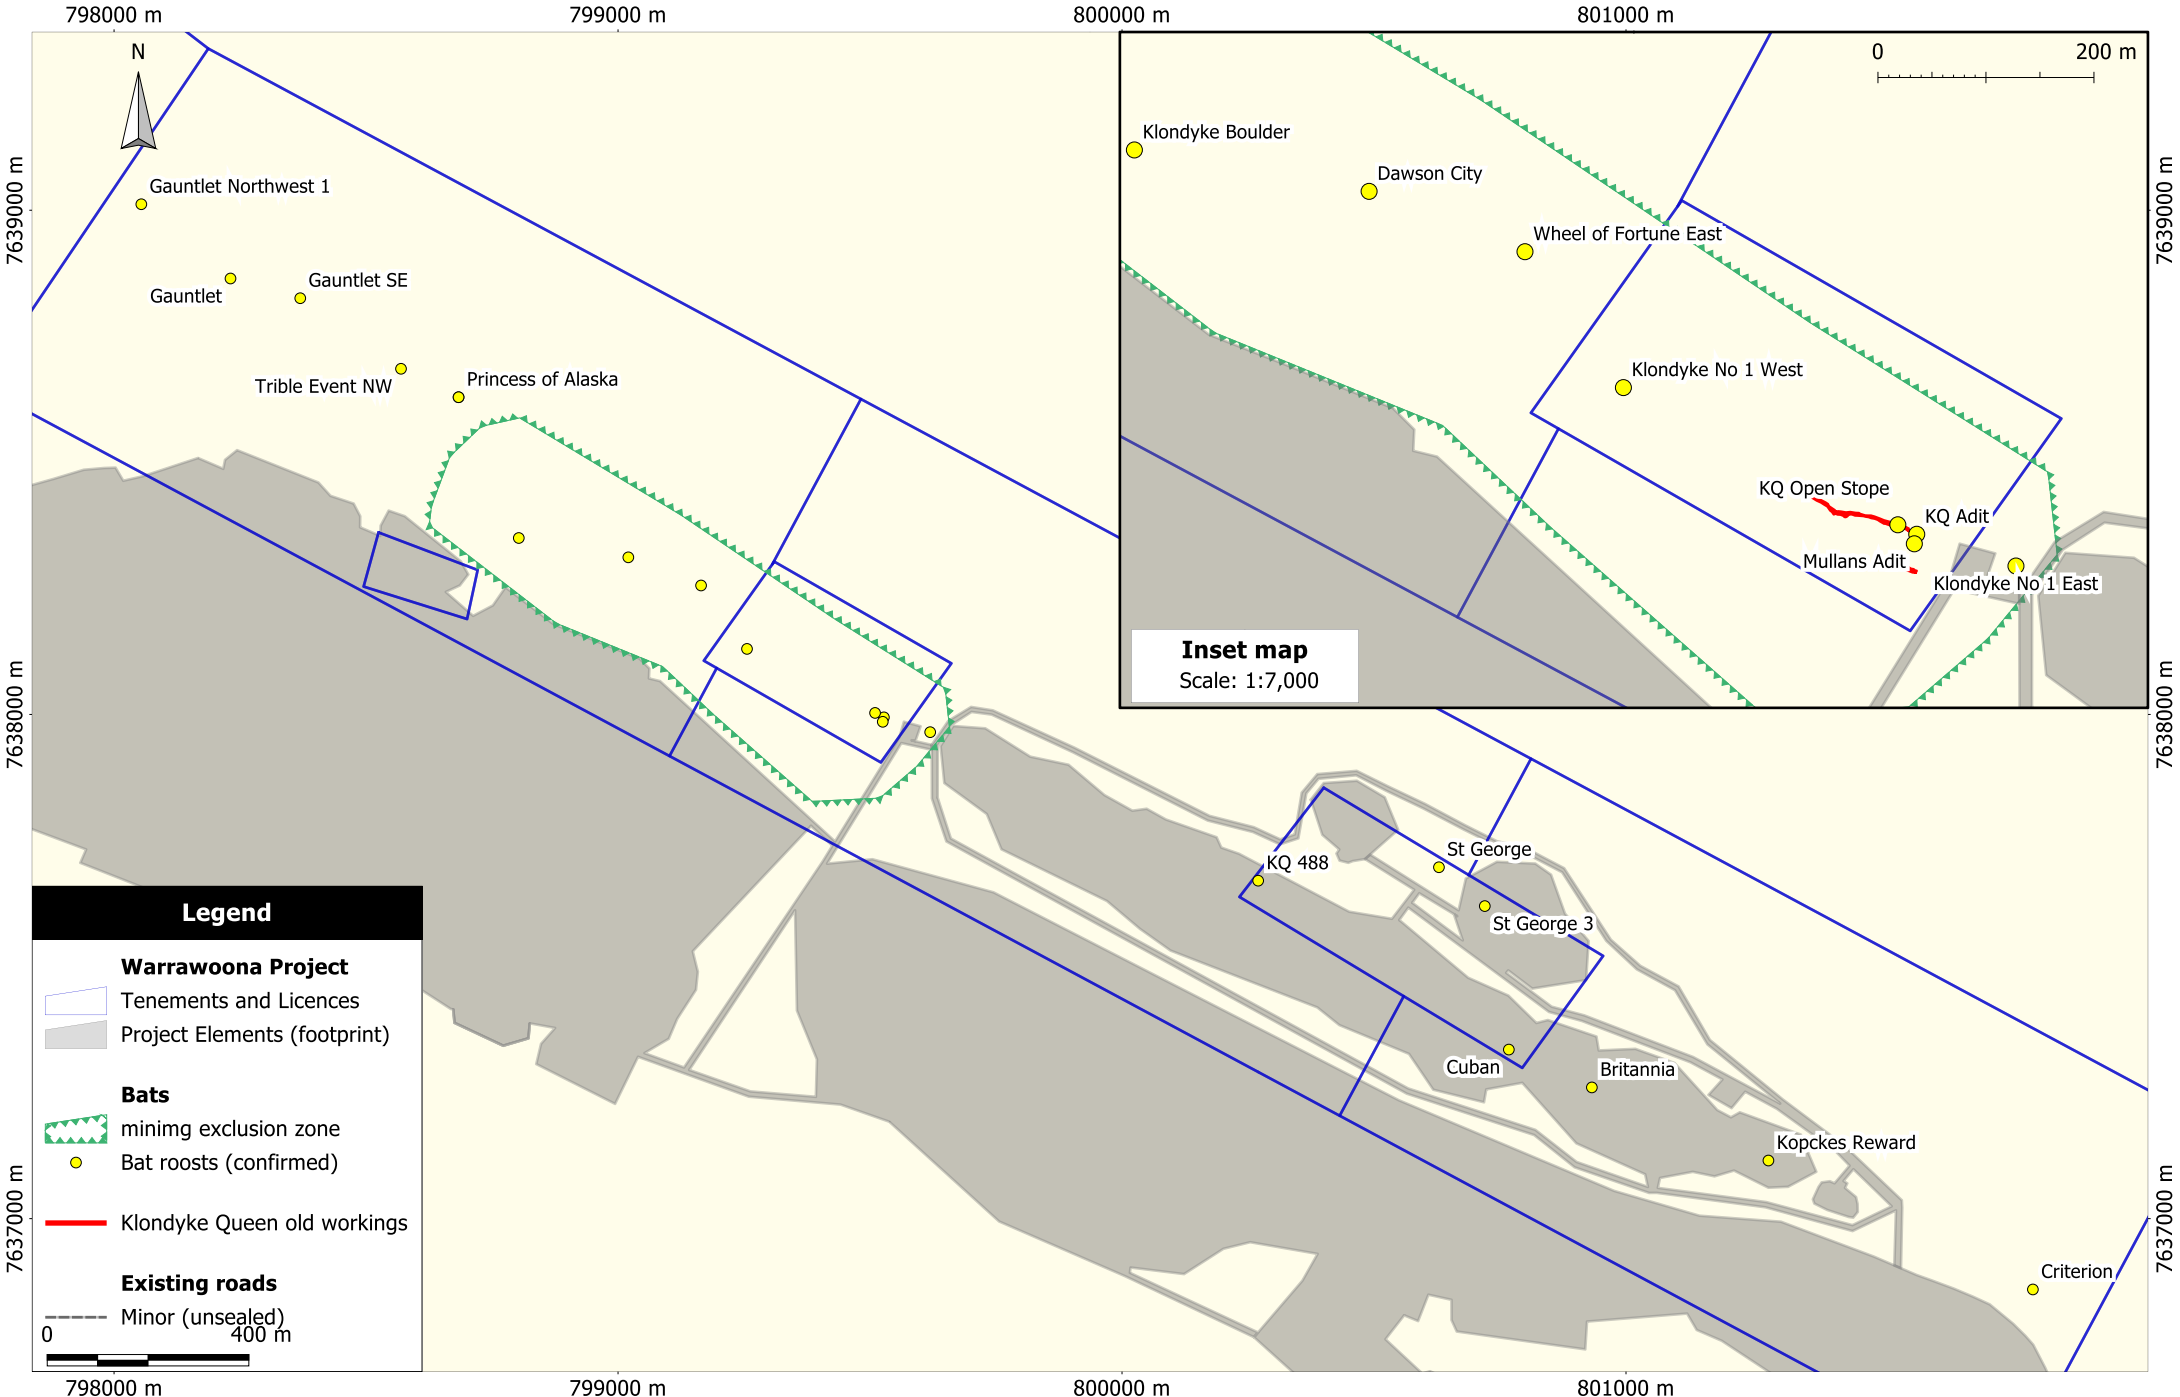 798000 m
799000 m
800000 m
801000 m
N
0
200 m
Klondyke Boulder
Dawson City
Wheel of Fortune East
Klondyke No 1 West
KQ Open Stope
KQ Adit
Mullans Adit
Klondyke No 1 East
Inset map
Scale: 1:7,000
7639000 m
7639000 m
Gauntlet Northwest 1
Gauntlet
Gauntlet SE
Trible Event NW
Princess of Alaska
7638000 m
7638000 m
KQ 488
St George
St George 3
Cuban
Britannia
Kopckes Reward
Criterion
7637000 m
7637000 m
Legend
Warrawoona Project
Tenements and Licences
Project Elements (footprint)
Bats
minimg exclusion zone
Bat roosts (confirmed)
Klondyke Queen old workings
Existing roads
Minor (unsealed)
0
400 m
798000 m
799000 m
800000 m
801000 m